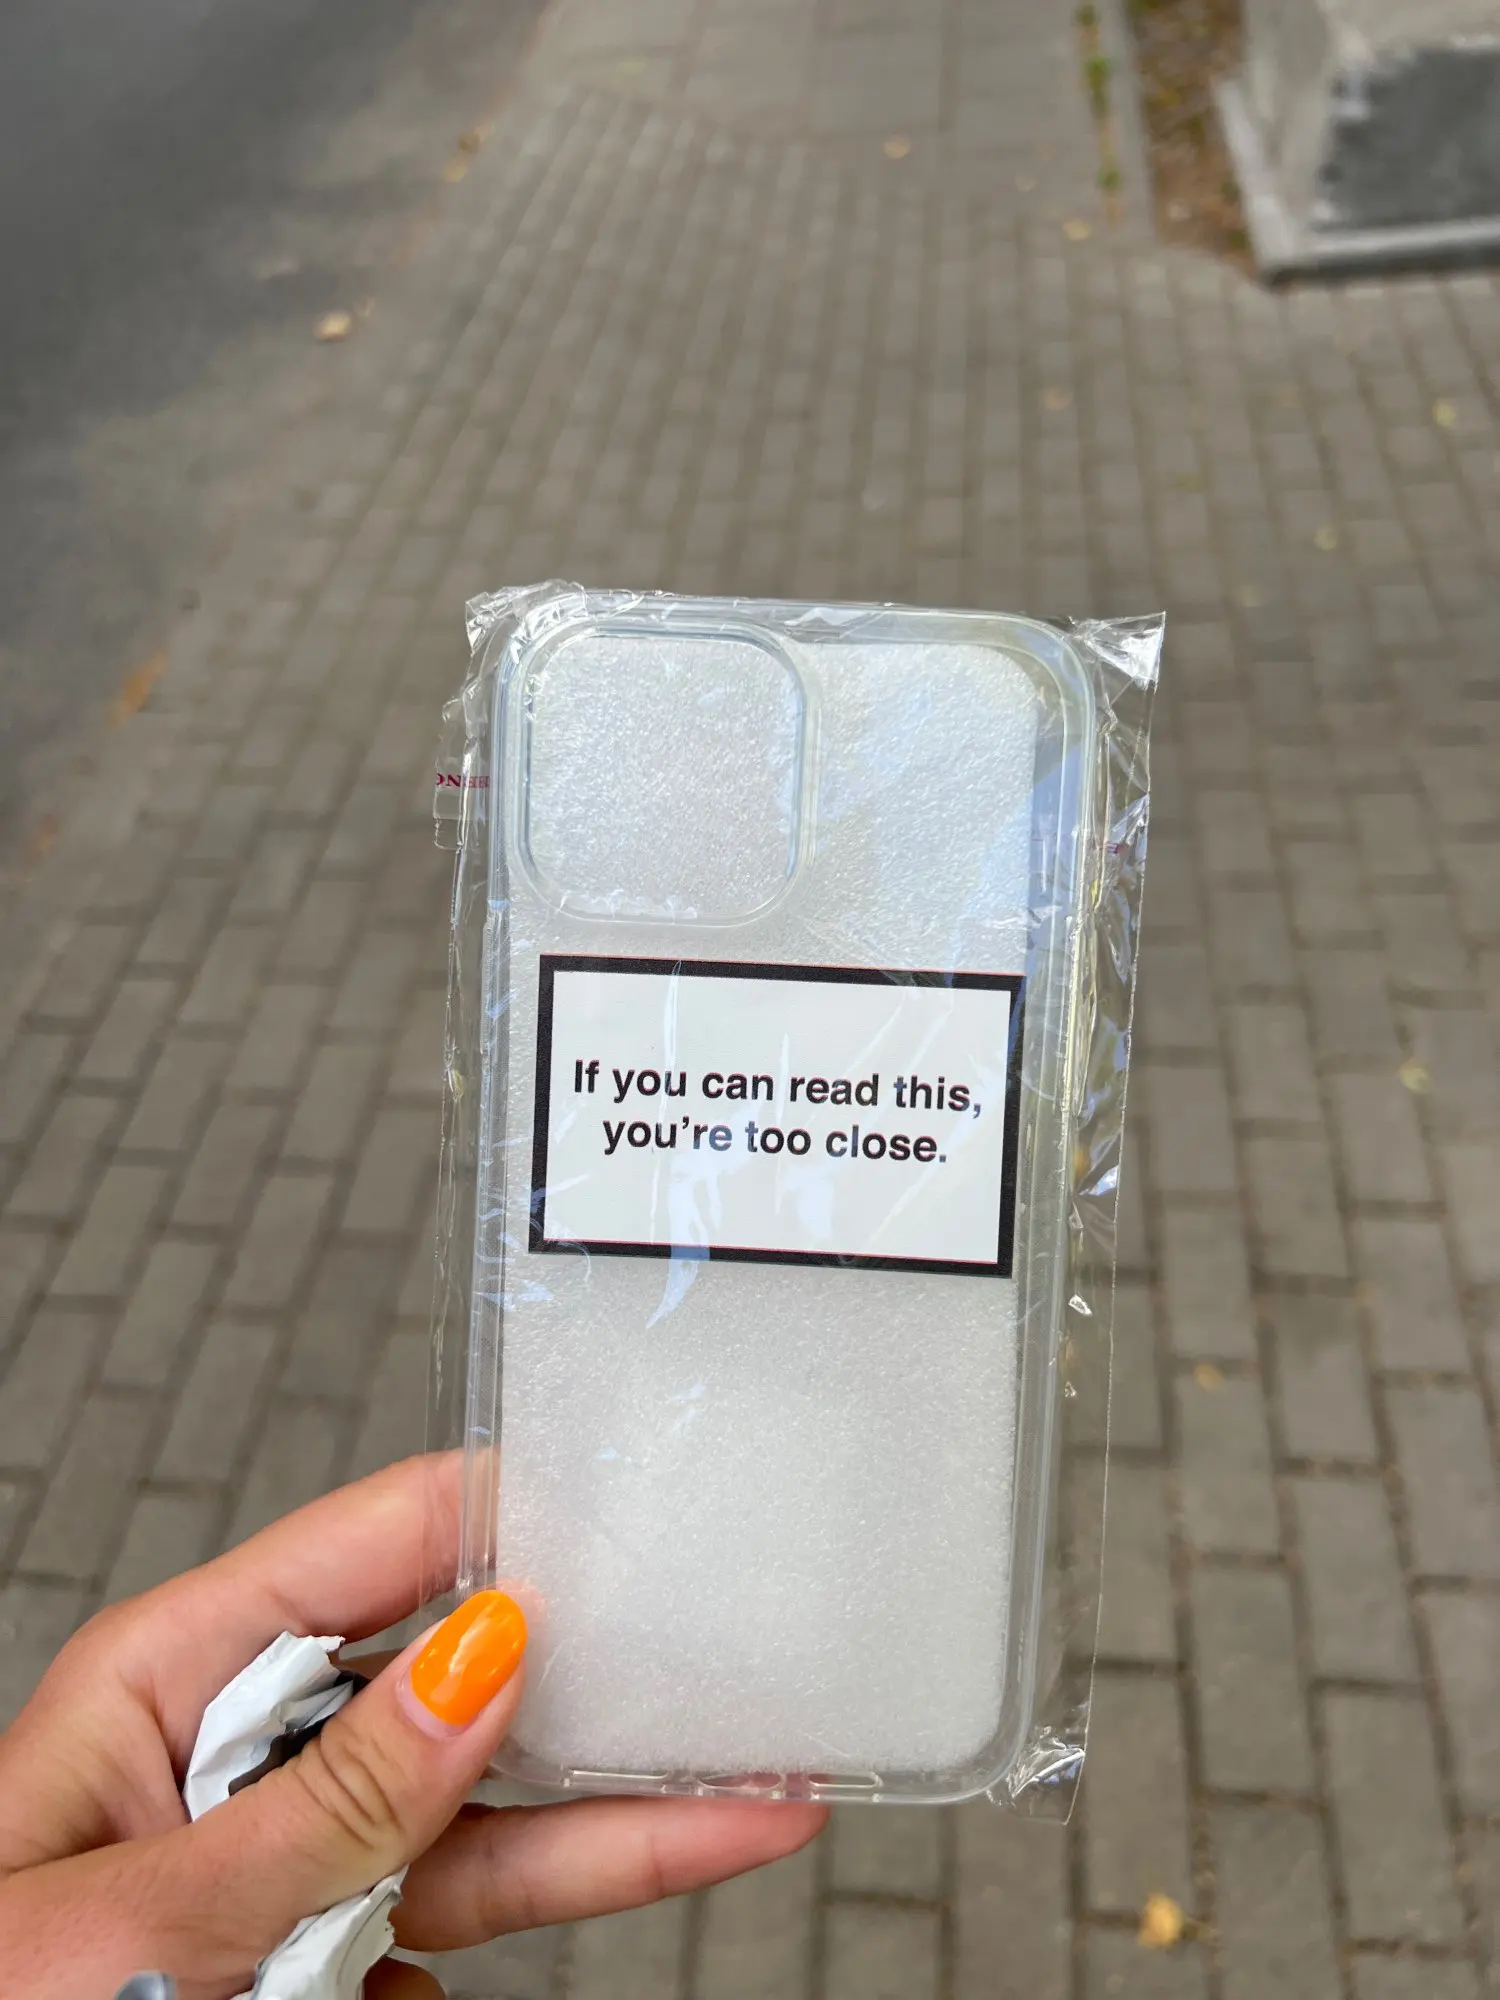 If you can read this,
you’re too close.